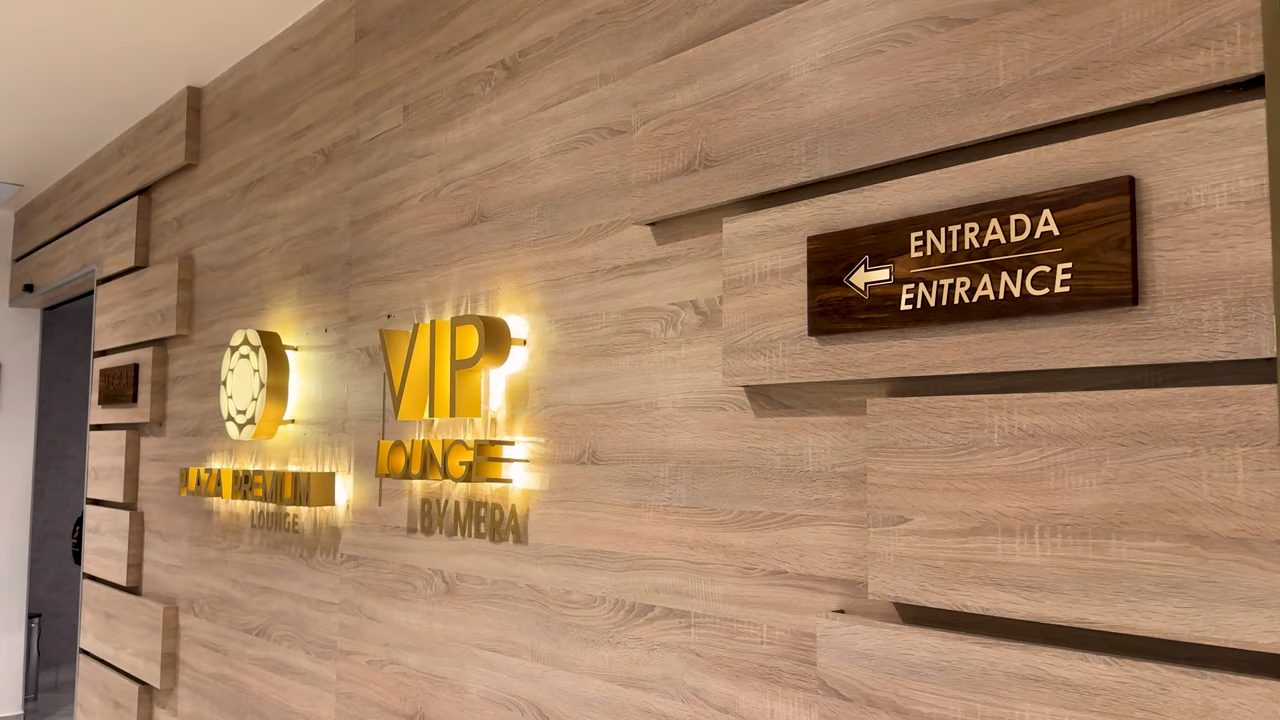 PLAZA PREMIUM
LOUNGE
VIP
LOUNGE
BY MERA
ENTRADA
ENTRANCE